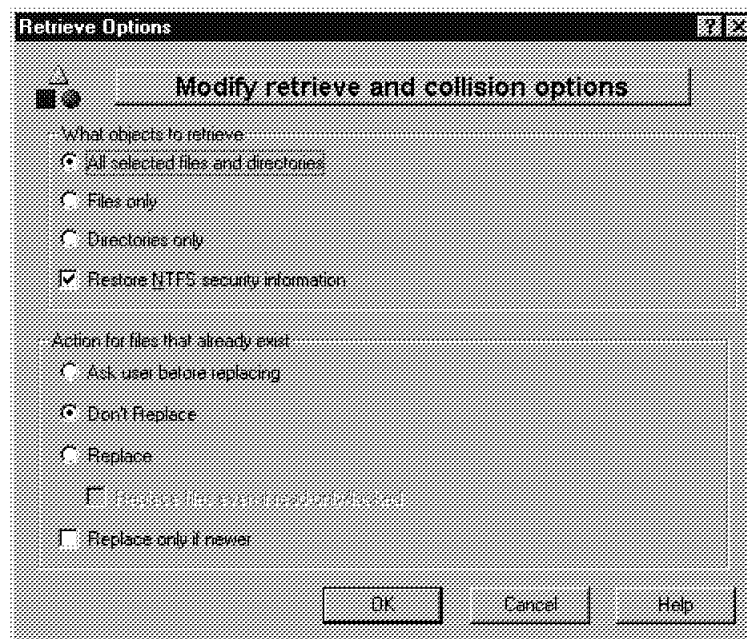 Retrieve Options
Modify retrieve and collision options
What objects to retrieve
All selected files and directories
Files only
Directories only
Restore NTFS security information
Action for files that already exist
Ask user before replacing
Don't Replace
Replace
Replace only if newer
OK Cancel Help